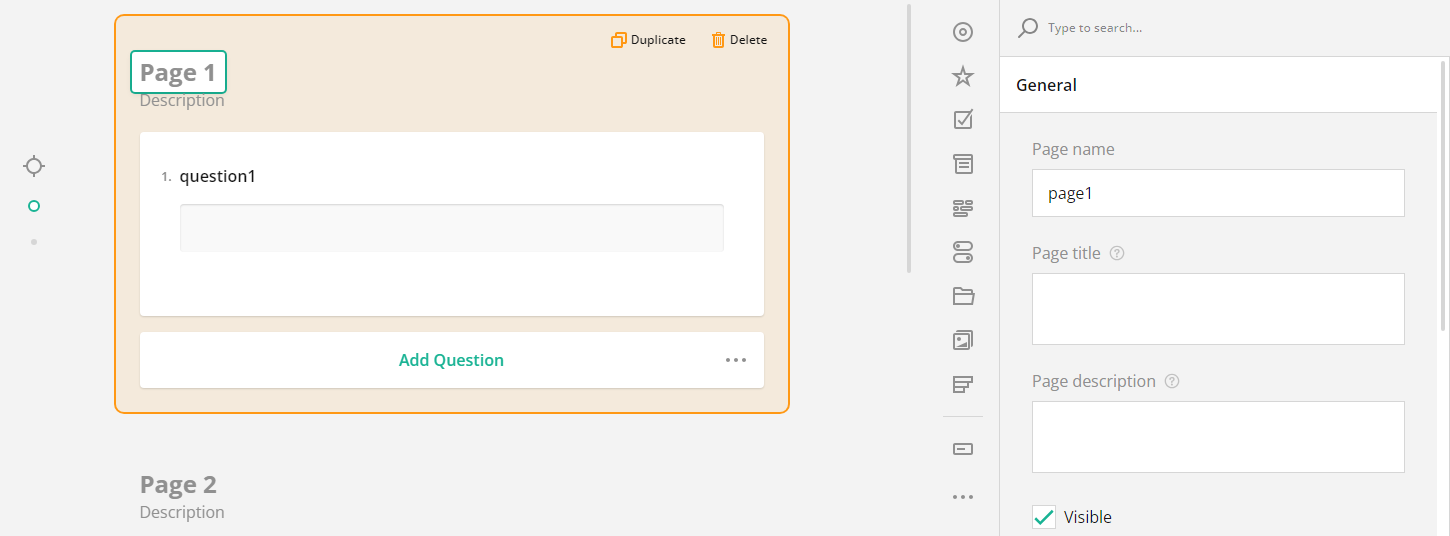 Duplicate
Delete
Page 1
Description
1. question1
Add Question
Page 2
Description
Type to search...
General
Page name
page1
Page title
Page description
Visible